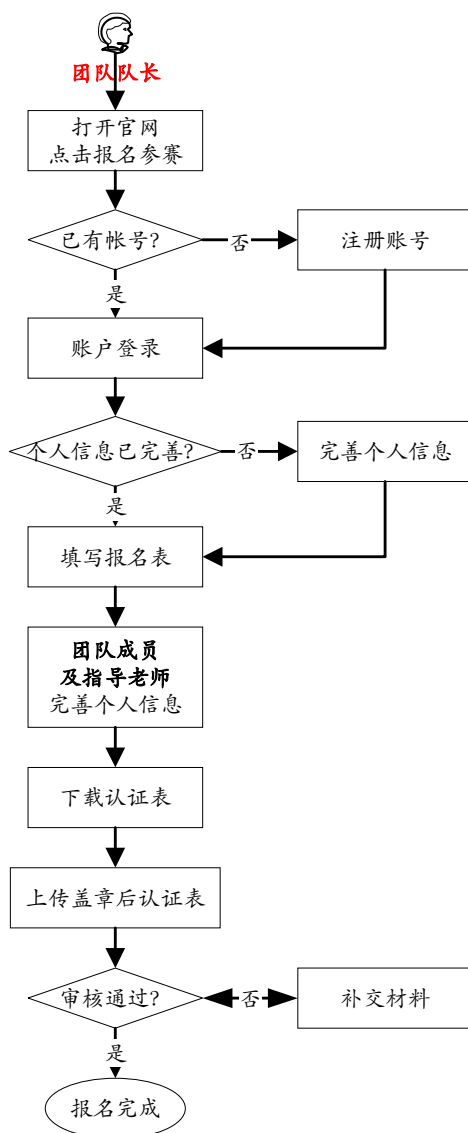 团队队长
打开官网
点击报名参赛
已有帐号?
否
注册账号
是
账户登录
个人信息已完善?
否
完善个人信息
是
填写报名表
团队成员
及指导老师
完善个人信息
下载认证表
上传盖章后认证表
审核通过?
否
补交材料
是
报名完成